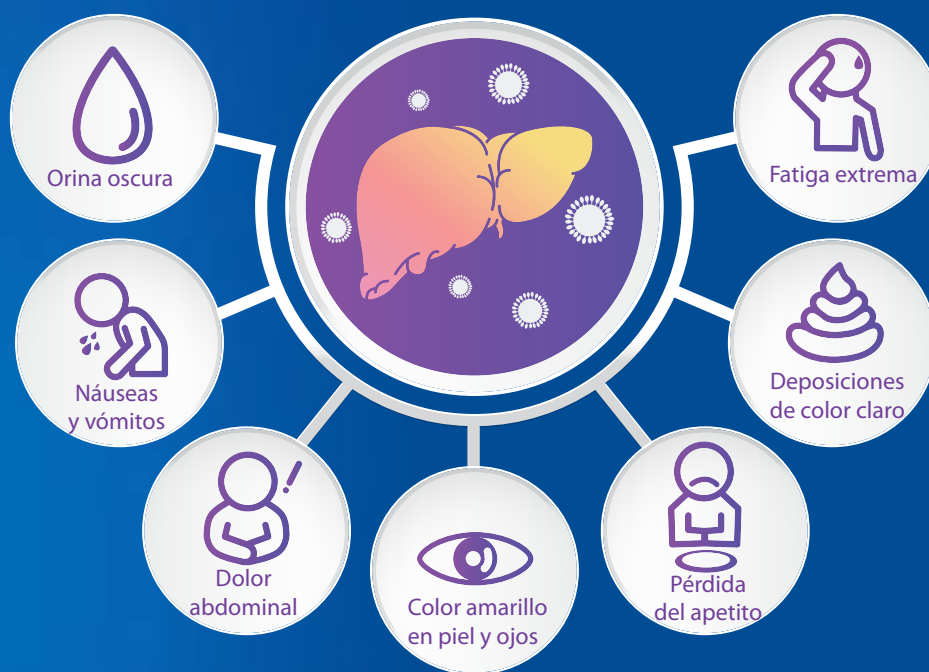 Orina oscura
Fatiga extrema
Náuseas
y vómitos
Deposiciones
de color claro
Dolor
abdominal
Color amarillo
en piel y ojos
Pérdida
del apetito